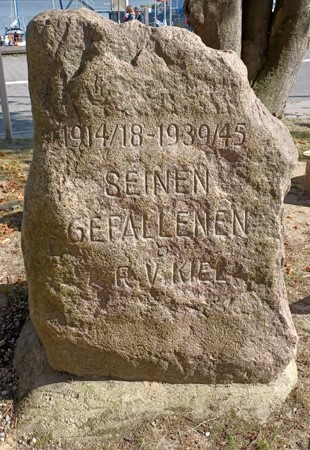 1914/18-1939/45
SEINEN
GEFALLENEN
D
R.V. KIEL